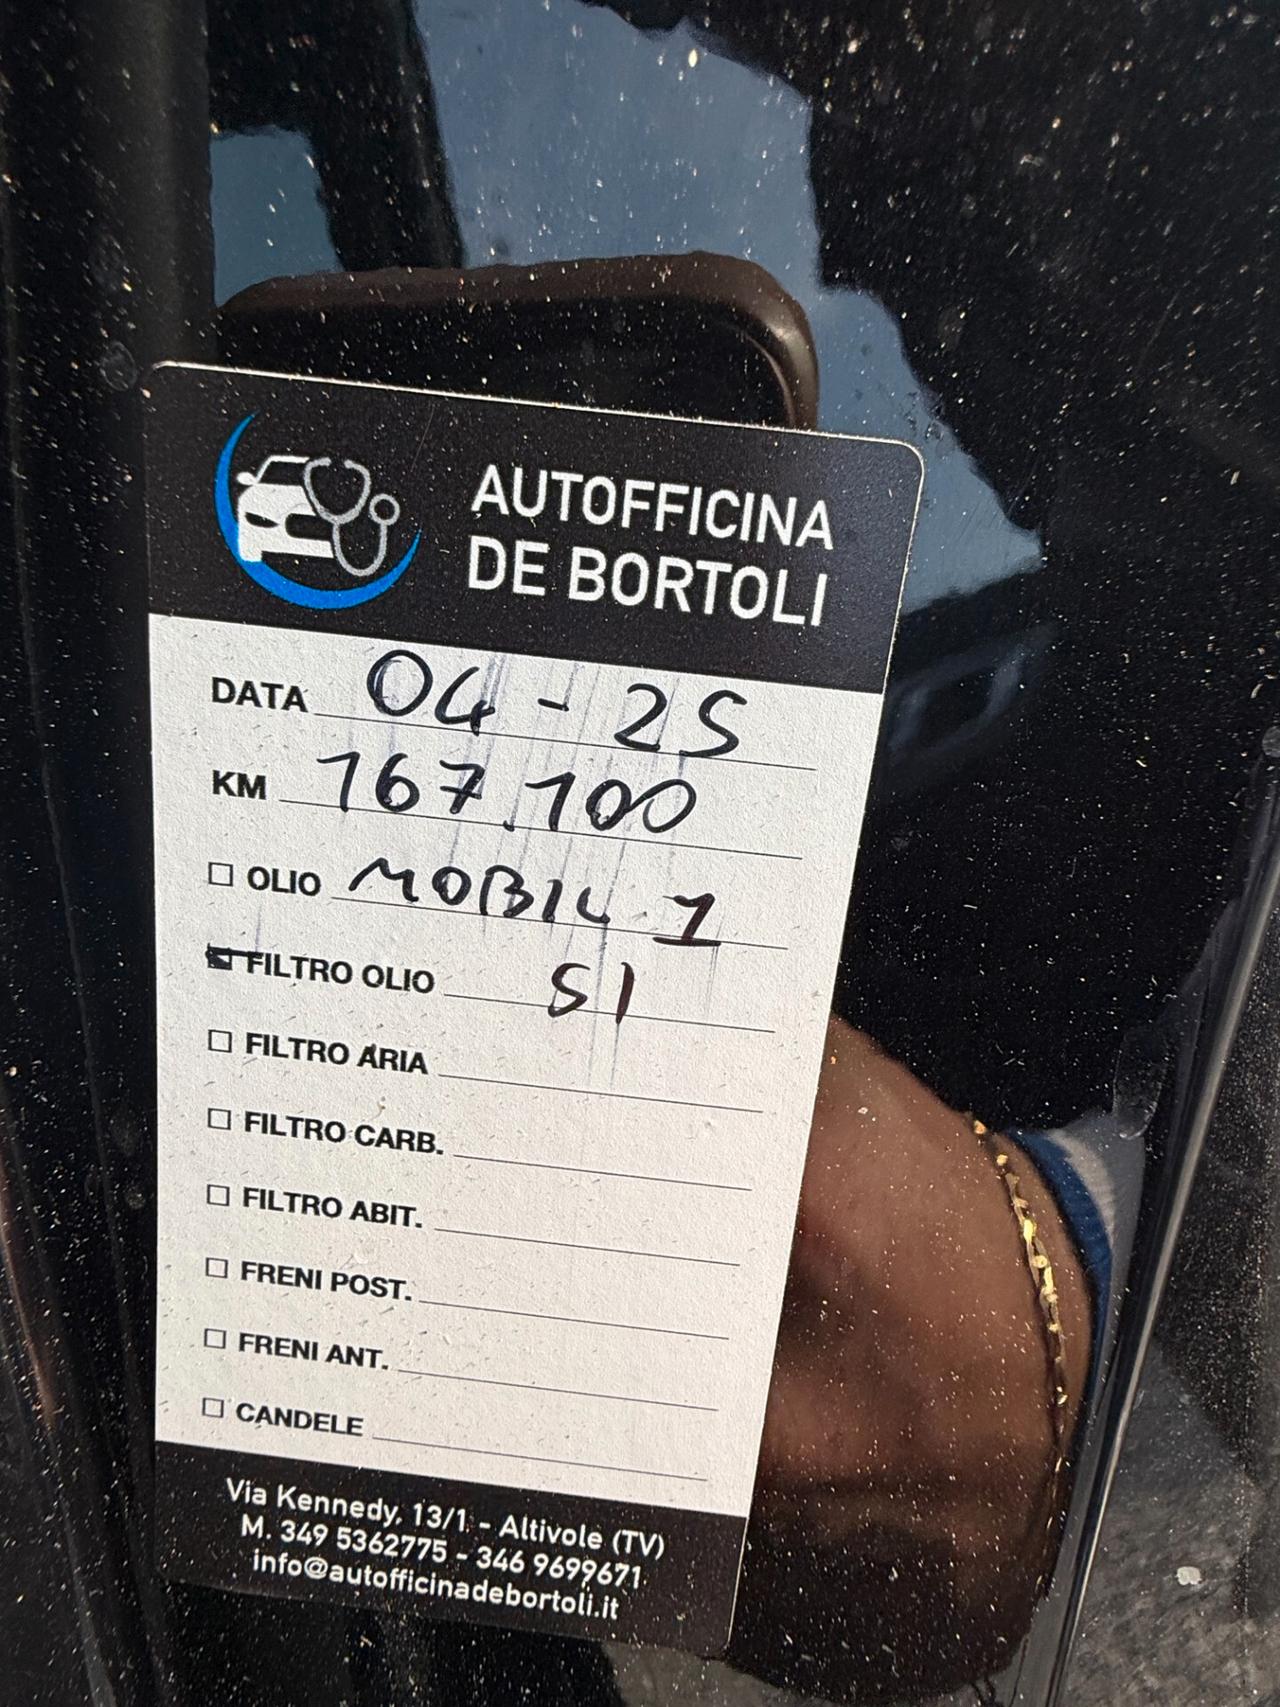 AUTOFFICINA
DE BORTOLI
DATA 04 - 25
KM 167.100
☐ OLIO MOBIL 1
☑ FILTRO OLIO SI
☐ FILTRO ARIA
☐ FILTRO CARB.
☐ FILTRO ABIT.
☐ FRENI POST.
☐ FRENI ANT.
☐ CANDELE
Via Kennedy, 13/1 - Altivole (TV)
M. 349 5362775 - 346 9699671
info@autofficinadebortoli.it